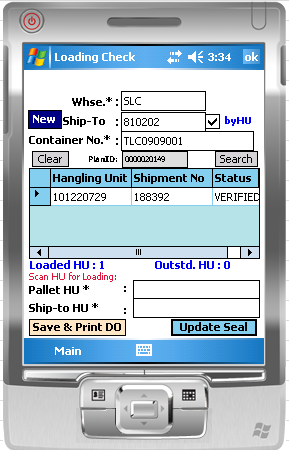 Loading Check 3:34 ok
Whse.* : SLC
New Ship-To : 810202 byHU
Container No.* : TLC0909001
Clear PlanID: 0000020149 Search
Hangling Unit Shipment No Status
101220729 188392 VERIFIED
Loaded HU : 1 Outstd. HU : 0
Scan HU for Loading:
Pallet HU * :
Ship-to HU * :
Save & Print DO Update Seal
Main